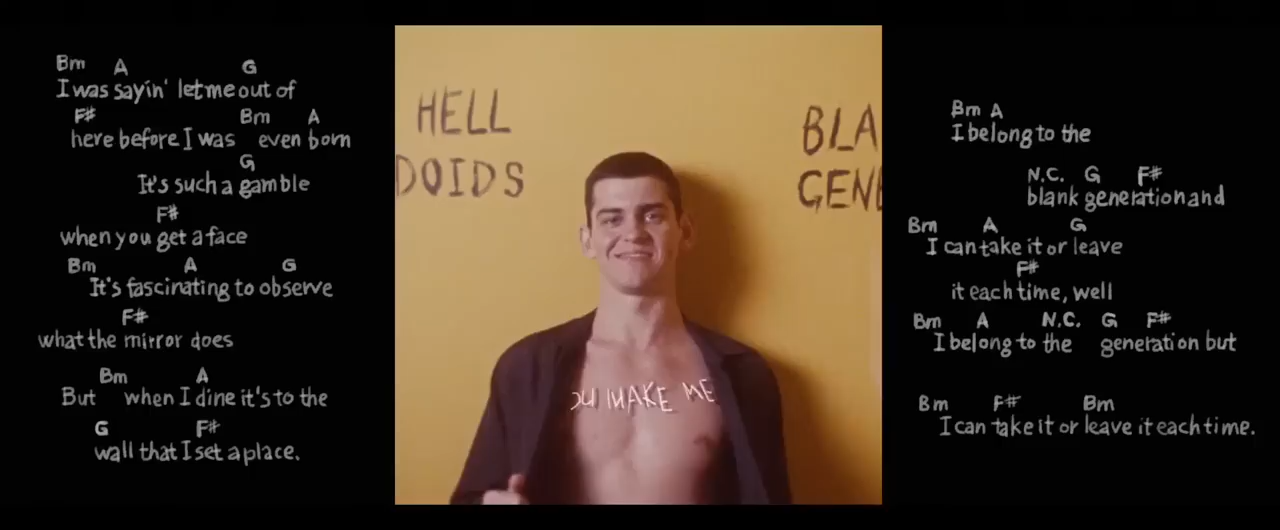 Bm A G
I was sayin' let me out of
F# Bm A
here before I was even born
G
It's such a gamble
F#
when you get a face
Bm A G
It's fascinating to observe
F#
what the mirror does
Bm A
But when I dine it's to the
G F#
wall that I set a place.
HELL
DOIDS
BLA
GENE
OU MAKE ME
Bm A
I belong to the
N.C. G F#
blank generation and
Bm A G
I can take it or leave
F#
it each time, well
Bm A N.C. G F#
I belong to the generation but
Bm F# Bm
I can take it or leave it each time.